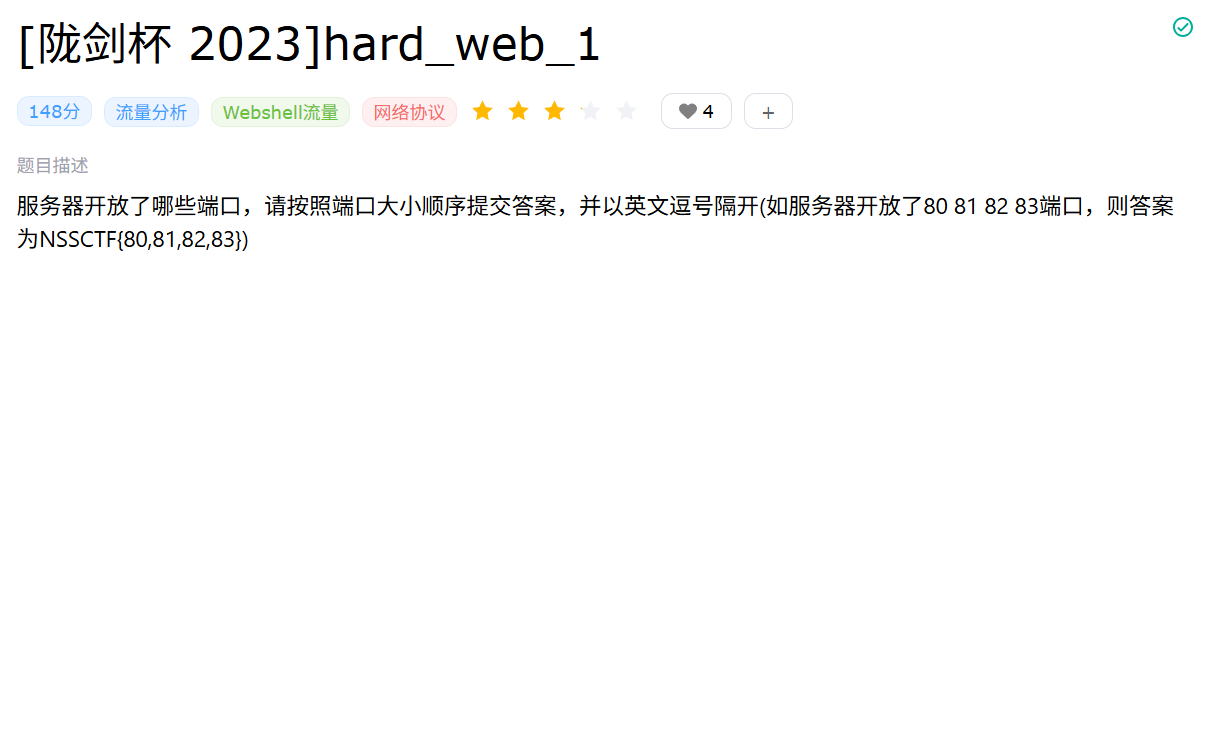 [陇剑杯 2023]hard_web_1
148分 流量分析 Webshell流量 网络协议 4 +
题目描述
服务器开放了哪些端口，请按照端口大小顺序提交答案，并以英文逗号隔开(如服务器开放了80 81 82 83端口，则答案
为NSSCTF{80,81,82,83})